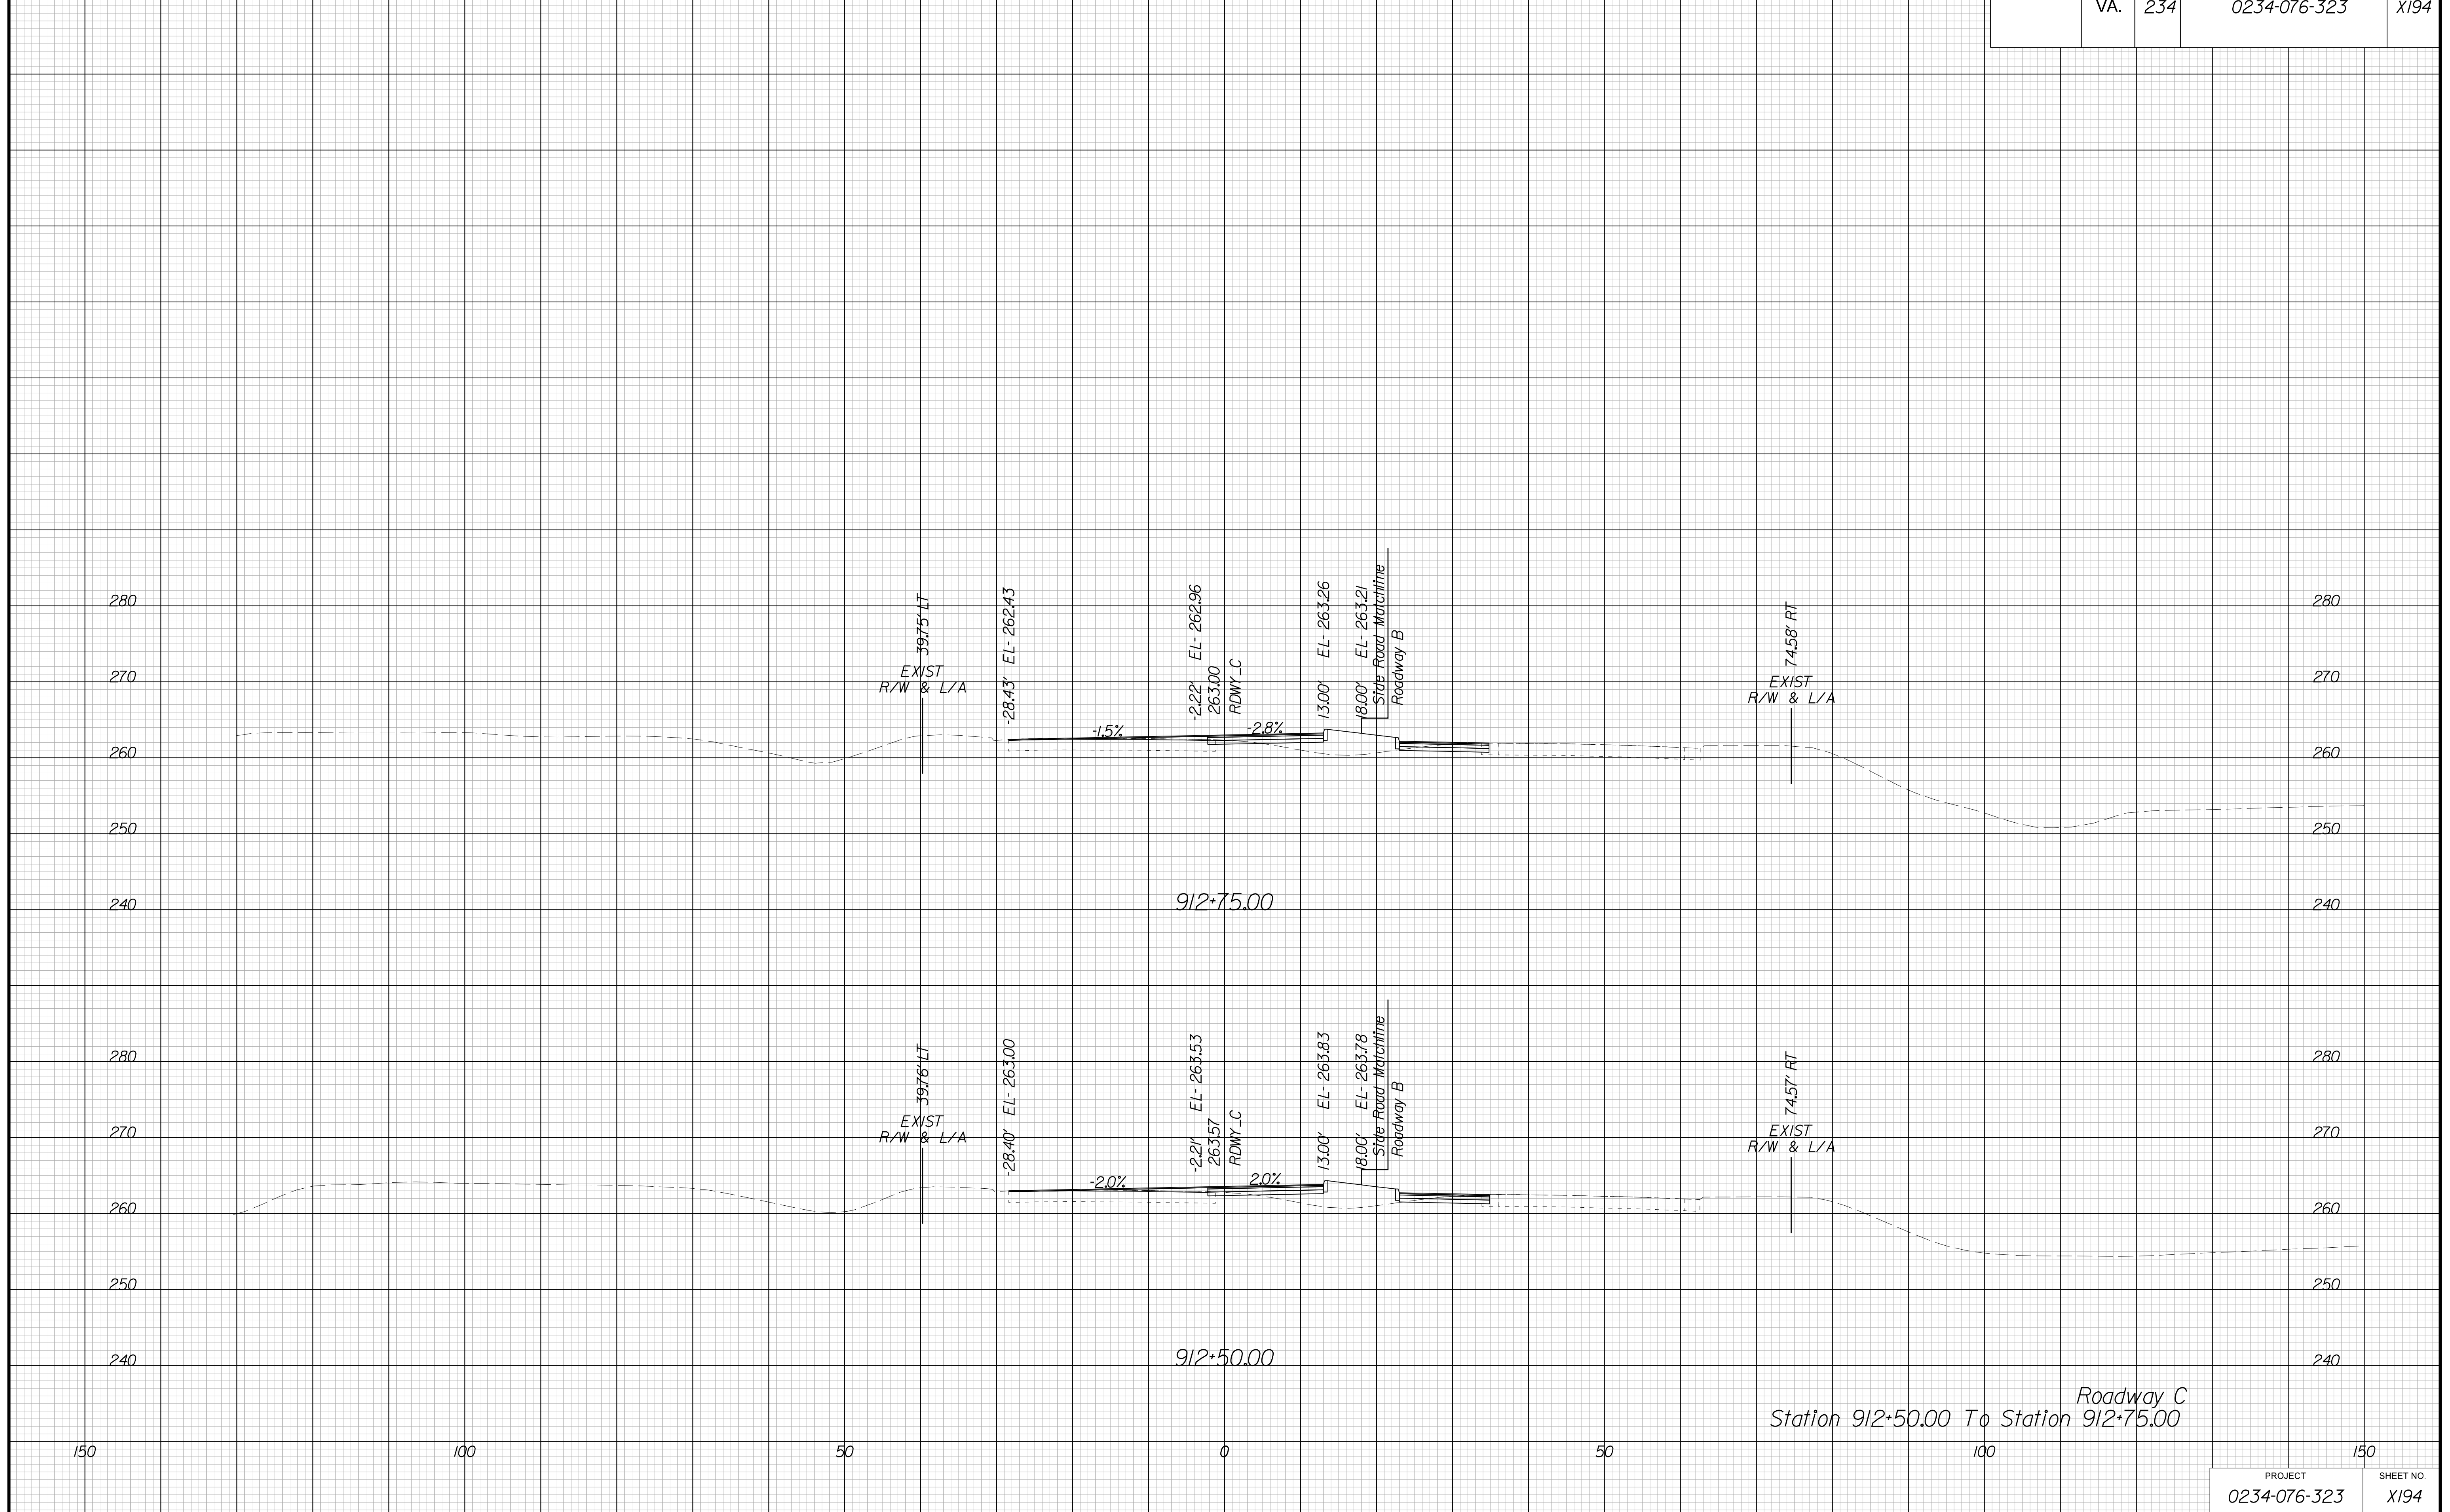 VA. 234 0234-076-323 X194
280 280
270 270
260 260
250 250
240 240
39.75' LT
EXIST
R/W & L/A
-28.43' EL- 262.43
-2.22' EL- 262.96
263.00
RDWY_C
13.00' EL- 263.26
18.00' EL- 263.21
Side Road Matchline
Roadway B
74.58' RT
EXIST
R/W & L/A
-1.5%
-2.8%
912+75.00
280 280
270 270
260 260
250 250
240 240
39.76' LT
EXIST
R/W & L/A
-28.40' EL- 263.00
-2.21' EL- 263.53
263.57
RDWY_C
13.00' EL- 263.83
18.00' EL- 263.78
Side Road Matchline
Roadway B
74.57' RT
EXIST
R/W & L/A
-2.0%
2.0%
912+50.00
Roadway C
Station 912+50.00 To Station 912+75.00
150 100 50 0 50 100 150
PROJECT SHEET NO.
0234-076-323 X194